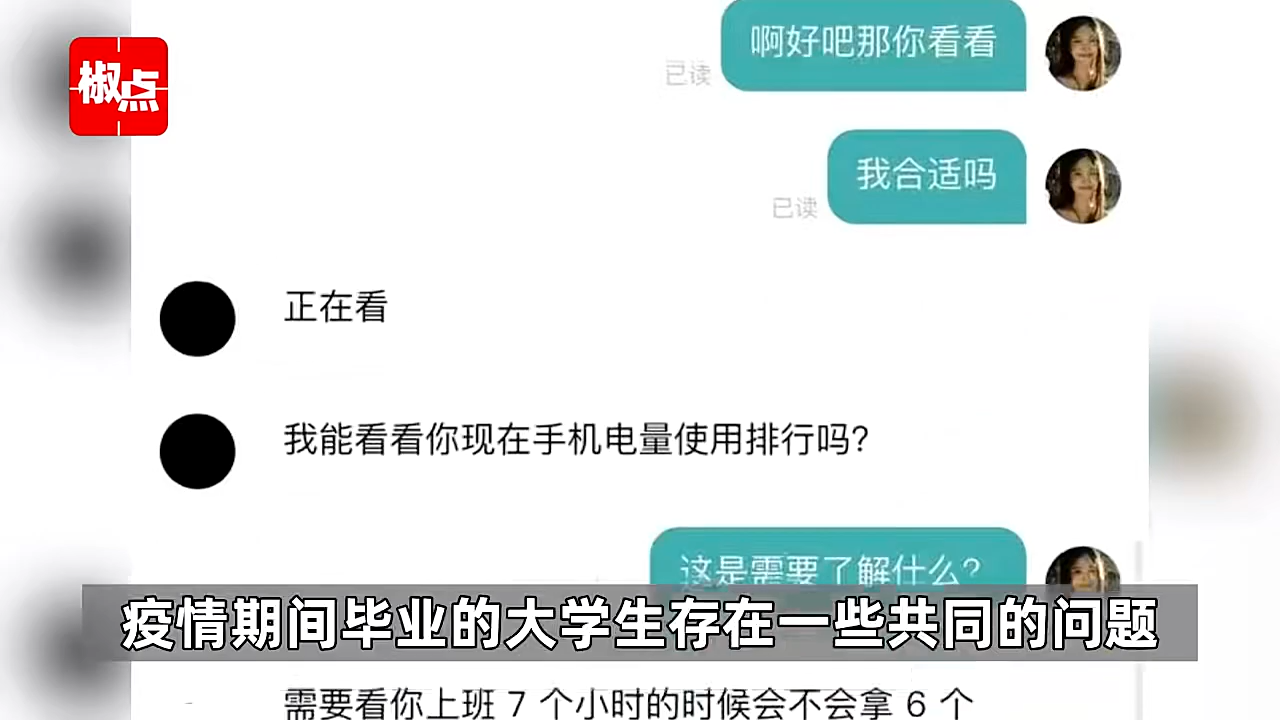 椒点
啊好吧那你看看
已读
我合适吗
已读
正在看
我能看看你现在手机电量使用排行吗?
这是需要了解什么?
疫情期间毕业的大学生存在一些共同的问题
需要看你上班 7 个小时的时候会不会拿 6 个